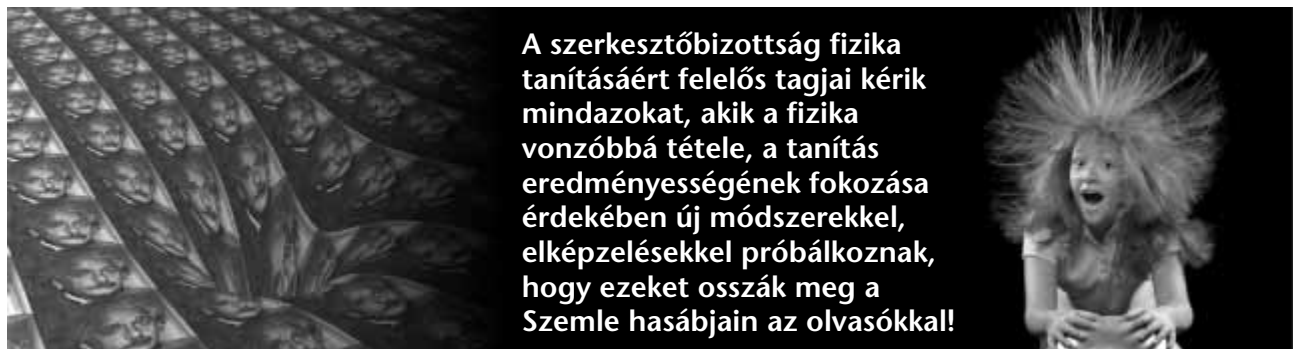 A szerkesztőbizottság fizika
tanításáért felelős tagjai kérik
mindazokat, akik a fizika
vonzóbbá tétele, a tanítás
eredményességének fokozása
érdekében új módszerekkel,
elképzelésekkel próbálkoznak,
hogy ezeket osszák meg a
Szemle hasábjain az olvasókkal!